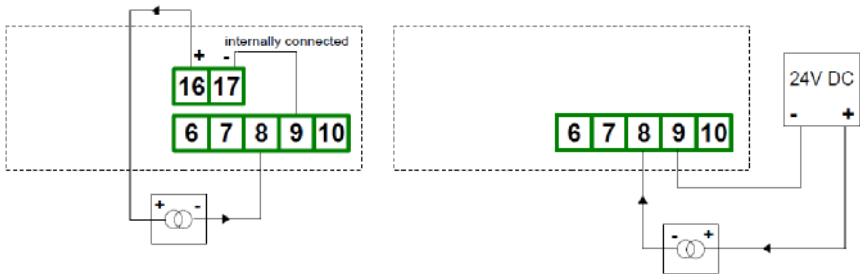 internally connected
+ -
16 17
6 7 8 9 10
+ -
24V DC
- +
6 7 8 9 10
- +